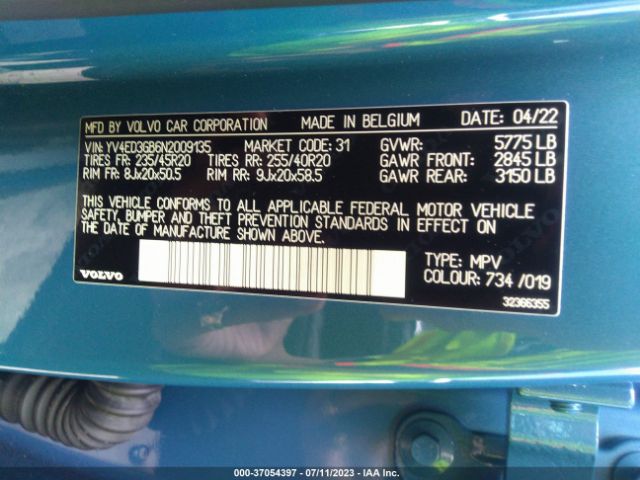 MFD BY VOLVO CAR CORPORATION MADE IN BELGIUM DATE: 04/22
VIN: YV4ED3GB6N2009135 MARKET CODE: 31 GVWR: 5775 LB
TIRES FR: 235/45R20 TIRES RR: 255/40R20 GAWR FRONT: 2845 LB
RIM FR: 8Jx20x50.5 RIM RR: 9Jx20x58.5 GAWR REAR: 3150 LB
THIS VEHICLE CONFORMS TO ALL APPLICABLE FEDERAL MOTOR VEHICLE
SAFETY, BUMPER AND THEFT PREVENTION STANDARDS IN EFFECT ON
THE DATE OF MANUFACTURE SHOWN ABOVE.
TYPE: MPV
VOLVO COLOUR: 734 /019
32366355
000-37054397 - 07/11/2023 - IAA Inc.